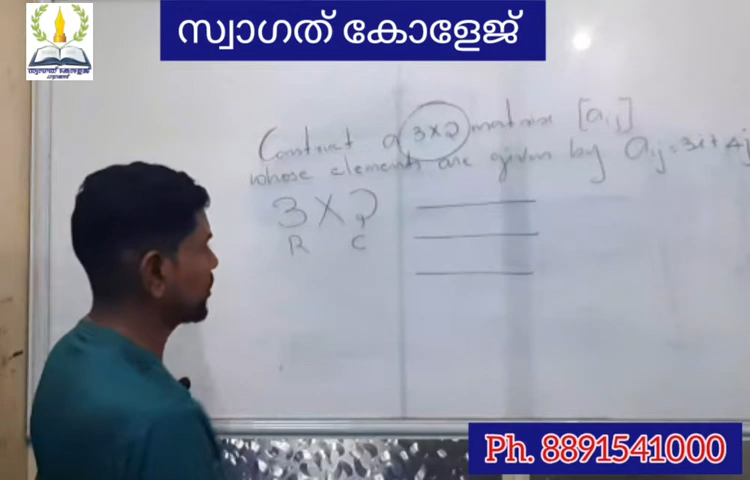 സ്വാഗത് കോളേജ്
Construct a 3×2 matrix [aij]
whose elements are given by aij = 3i + 4j
3 × 2
R C
Ph. 8891541000